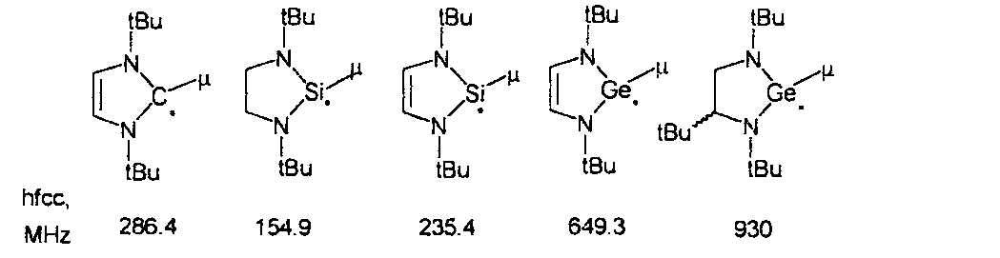 tBu tBu tBu tBu tBu
N N N N N
C μ Si μ Si μ Ge μ Ge μ
N N N N tBu N
tBu tBu tBu tBu tBu
hfcc,
MHz 286.4 154.9 235.4 649.3 930